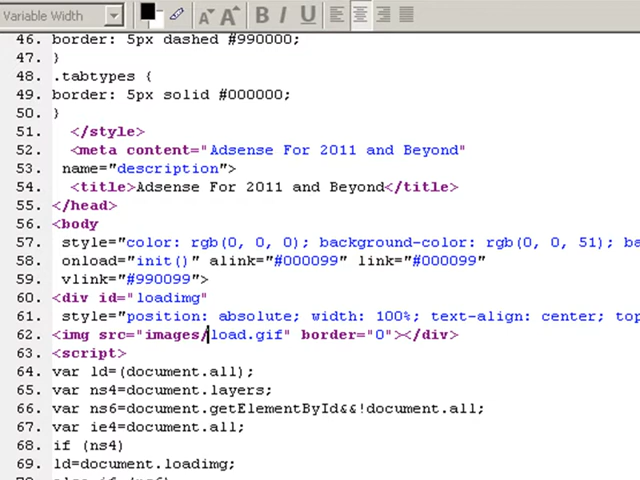 Variable Width
A A B I U
46. border: 5px dashed #990000;
47. }
48. .tabtypes {
49. border: 5px solid #000000;
50. }
51. </style>
52. <meta content="Adsense For 2011 and Beyond"
53. name="description">
54. <title>Adsense For 2011 and Beyond</title>
55. </head>
56. <body
57. style="color: rgb(0, 0, 0); background-color: rgb(0, 0, 51); ba
58. onload="init()" alink="#000099" link="#000099"
59. vlink="#990099">
60. <div id="loadimg"
61. style="position: absolute; width: 100%; text-align: center; top
62. <img src="images/load.gif" border="0"></div>
63. <script>
64. var ld=(document.all);
65. var ns4=document.layers;
66. var ns6=document.getElementById&&!document.all;
67. var ie4=document.all;
68. if (ns4)
69. ld=document.loadimg;